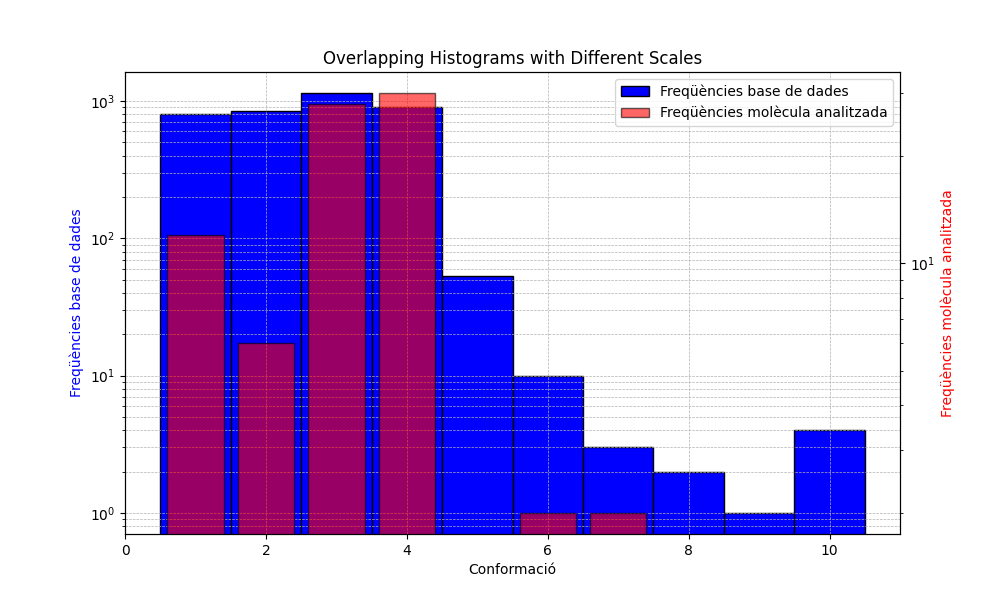 Overlapping Histograms with Different Scales
Freqüències base de dades
Freqüències molècula analitzada
10³
10²
10¹
10⁰
Freqüències base de dades
10¹
Freqüències molècula analitzada
0 2 4 6 8 10
Conformació